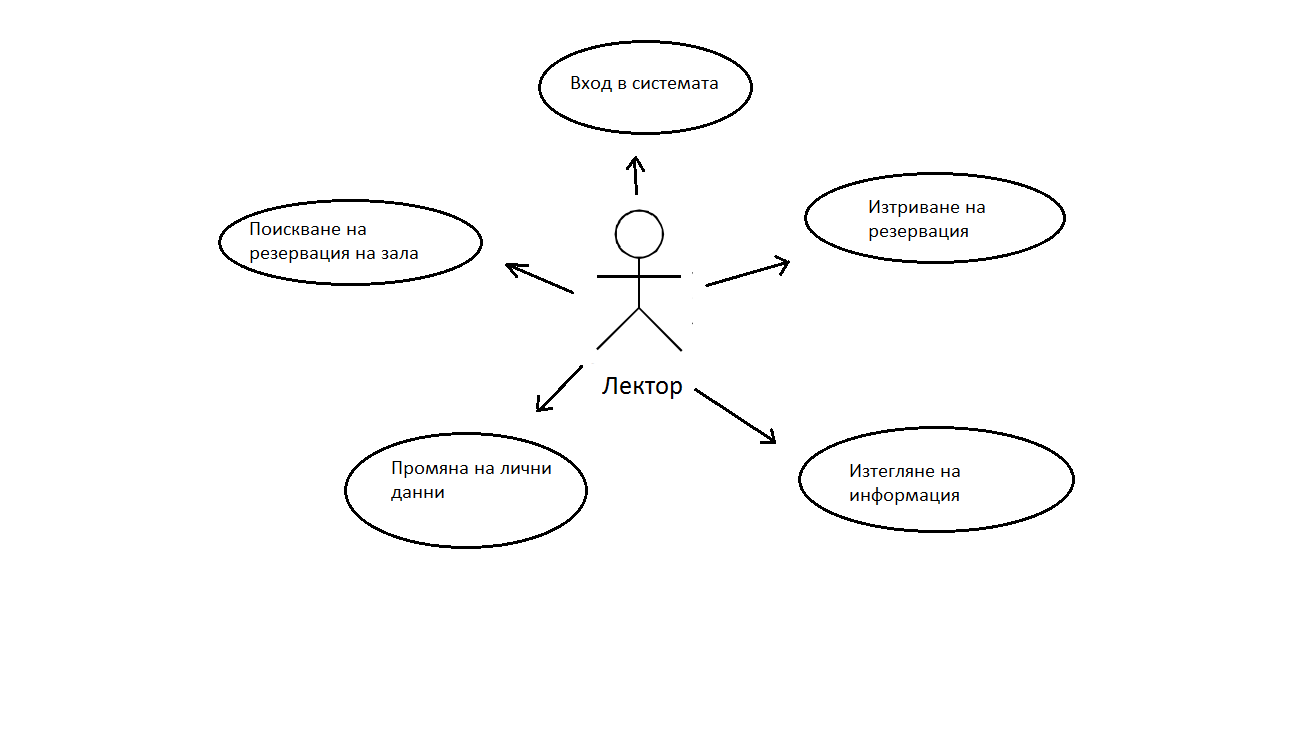 Вход в системата
Изтриване на
резервация
Поискване на
резервация на зала
Лектор
Промяна на лични
данни
Изтегляне на
информация